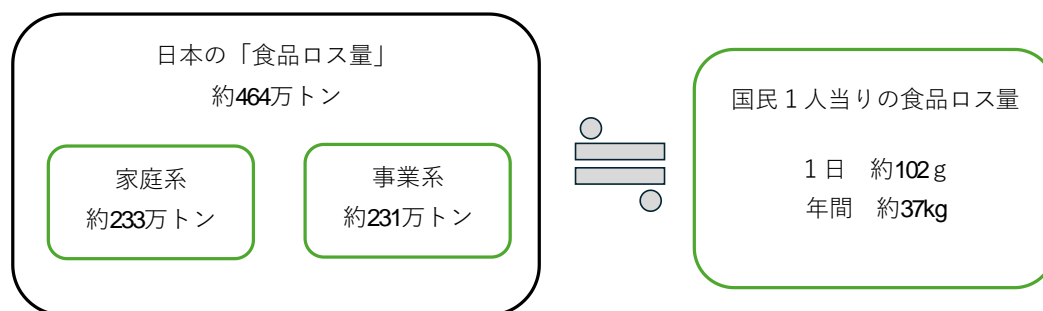 日本の「食品ロス量」
約464万トン
家庭系
約233万トン
事業系
約231万トン
国民１人当りの食品ロス量
１日　約102ｇ
年間　約37kg